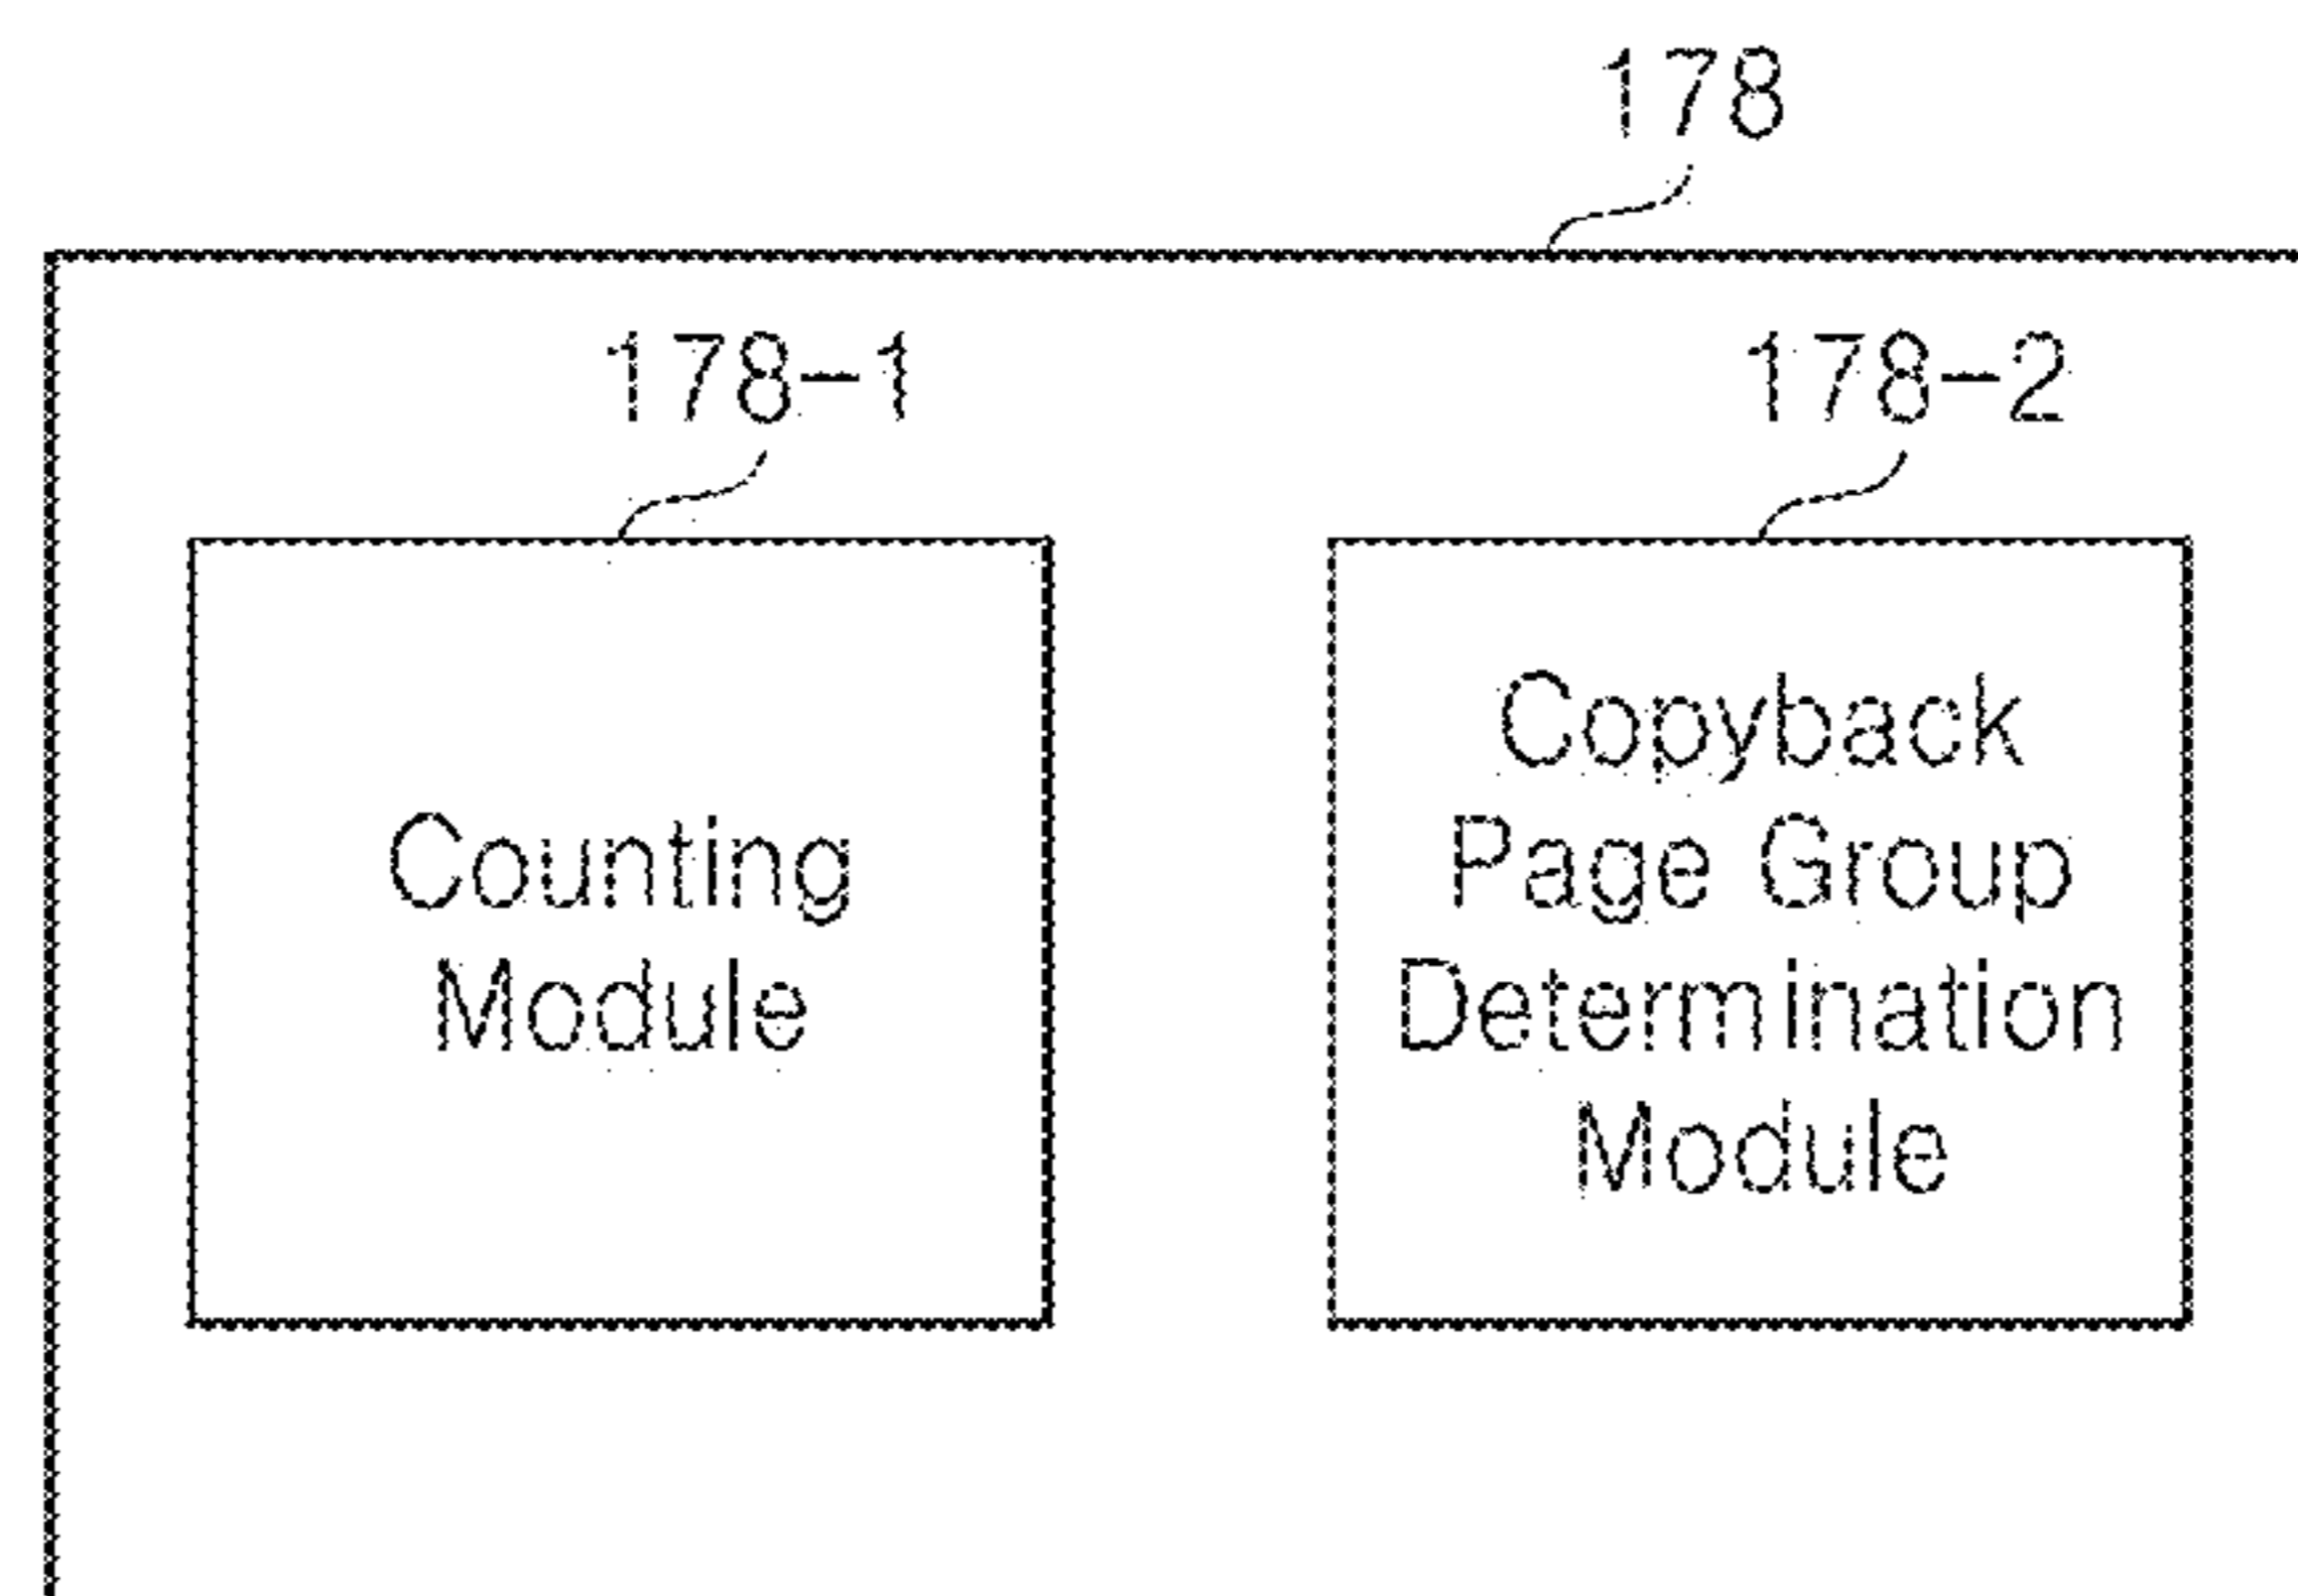 178
178-1
178-2
Counting
Module
Copyback
Page Group
Determination
Module